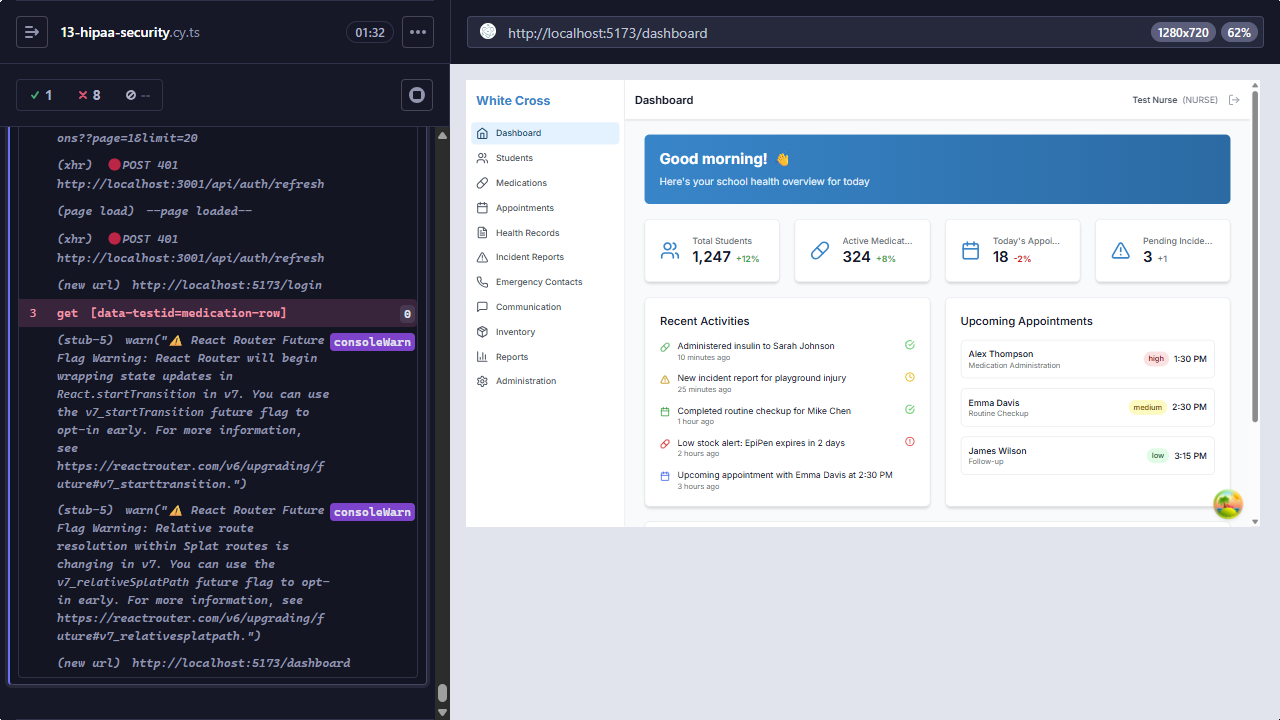 13-hipaa-security.cy.ts
01:32
1
8
--
ons??page=1&limit=20
(xhr) POST 401
http://localhost:3001/api/auth/refresh
(page load) --page loaded--
(xhr) POST 401
http://localhost:3001/api/auth/refresh
(new url) http://localhost:5173/login
3 get [data-testid=medication-row] 0
(stub-5) warn("⚠️ React Router Future consoleWarn
Flag Warning: React Router will begin
wrapping state updates in
React.startTransition in v7. You can use
the v7_startTransition future flag to
opt-in early. For more information,
see
https://reactrouter.com/v6/upgrading/f
uture#v7_starttransition.")
(stub-5) warn("⚠️ React Router Future consoleWarn
Flag Warning: Relative route
resolution within Splat routes is
changing in v7. You can use the
v7_relativeSplatPath future flag to opt-
in early. For more information, see
https://reactrouter.com/v6/upgrading/f
uture#v7_relativesplatpath.")
(new url) http://localhost:5173/dashboard
http://localhost:5173/dashboard
1280x720
62%
White Cross
Dashboard
Students
Medications
Appointments
Health Records
Incident Reports
Emergency Contacts
Communication
Inventory
Reports
Administration
Dashboard
Test Nurse (NURSE)
Good morning! 👋
Here's your school health overview for today
Total Students
1,247 +12%
Active Medicat...
324 +8%
Today's Appoi...
18 -2%
Pending Incide...
3 +1
Recent Activities
Administered insulin to Sarah Johnson
10 minutes ago
New incident report for playground injury
25 minutes ago
Completed routine checkup for Mike Chen
1 hour ago
Low stock alert: EpiPen expires in 2 days
2 hours ago
Upcoming appointment with Emma Davis at 2:30 PM
3 hours ago
Upcoming Appointments
Alex Thompson
Medication Administration
high 1:30 PM
Emma Davis
Routine Checkup
medium 2:30 PM
James Wilson
Follow-up
low 3:15 PM